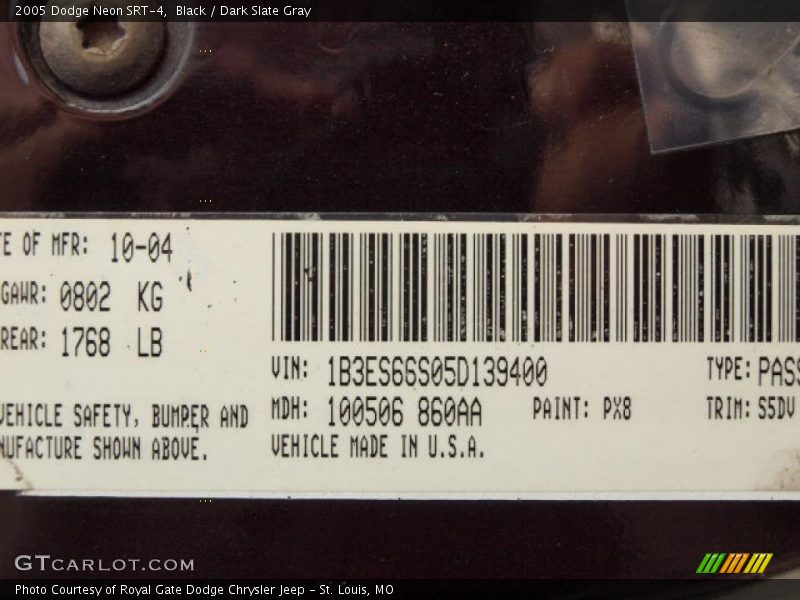 2005 Dodge Neon SRT-4, Black / Dark Slate Gray
TE OF MFR: 10-04
GAWR: 0802 KG
REAR: 1768 LB
VIN: 1B3ES66S05D139400
TYPE: PASS
VEHICLE SAFETY, BUMPER AND
MDH: 100506 860AA
PAINT: PX8
TRIM: S5DV
NUFACTURE SHOWN ABOVE.
VEHICLE MADE IN U.S.A.
GTCARLOT.COM
Photo Courtesy of Royal Gate Dodge Chrysler Jeep - St. Louis, MO